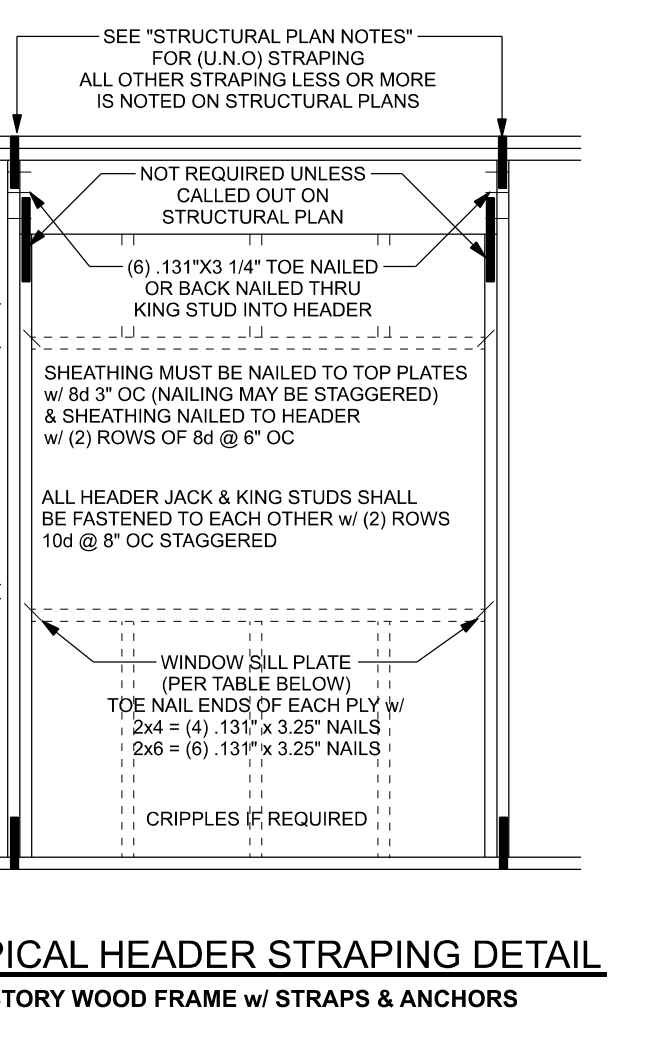 SEE "STRUCTURAL PLAN NOTES"
FOR (U.N.O) STRAPING
ALL OTHER STRAPING LESS OR MORE
IS NOTED ON STRUCTURAL PLANS
NOT REQUIRED UNLESS
CALLED OUT ON
STRUCTURAL PLAN
(6) .131"X3 1/4" TOE NAILED
OR BACK NAILED THRU
KING STUD INTO HEADER
SHEATHING MUST BE NAILED TO TOP PLATES
w/ 8d 3" OC (NAILING MAY BE STAGGERED)
& SHEATHING NAILED TO HEADER
w/ (2) ROWS OF 8d @ 6" OC
ALL HEADER JACK & KING STUDS SHALL
BE FASTENED TO EACH OTHER w/ (2) ROWS
10d @ 8" OC STAGGERED
WINDOW SILL PLATE
(PER TABLE BELOW)
TOE NAIL ENDS OF EACH PLY w/
2x4 = (4) .131" x 3.25" NAILS
2x6 = (6) .131" x 3.25" NAILS
CRIPPLES IF REQUIRED
PICAL HEADER STRAPING DETAIL
STORY WOOD FRAME w/ STRAPS & ANCHORS